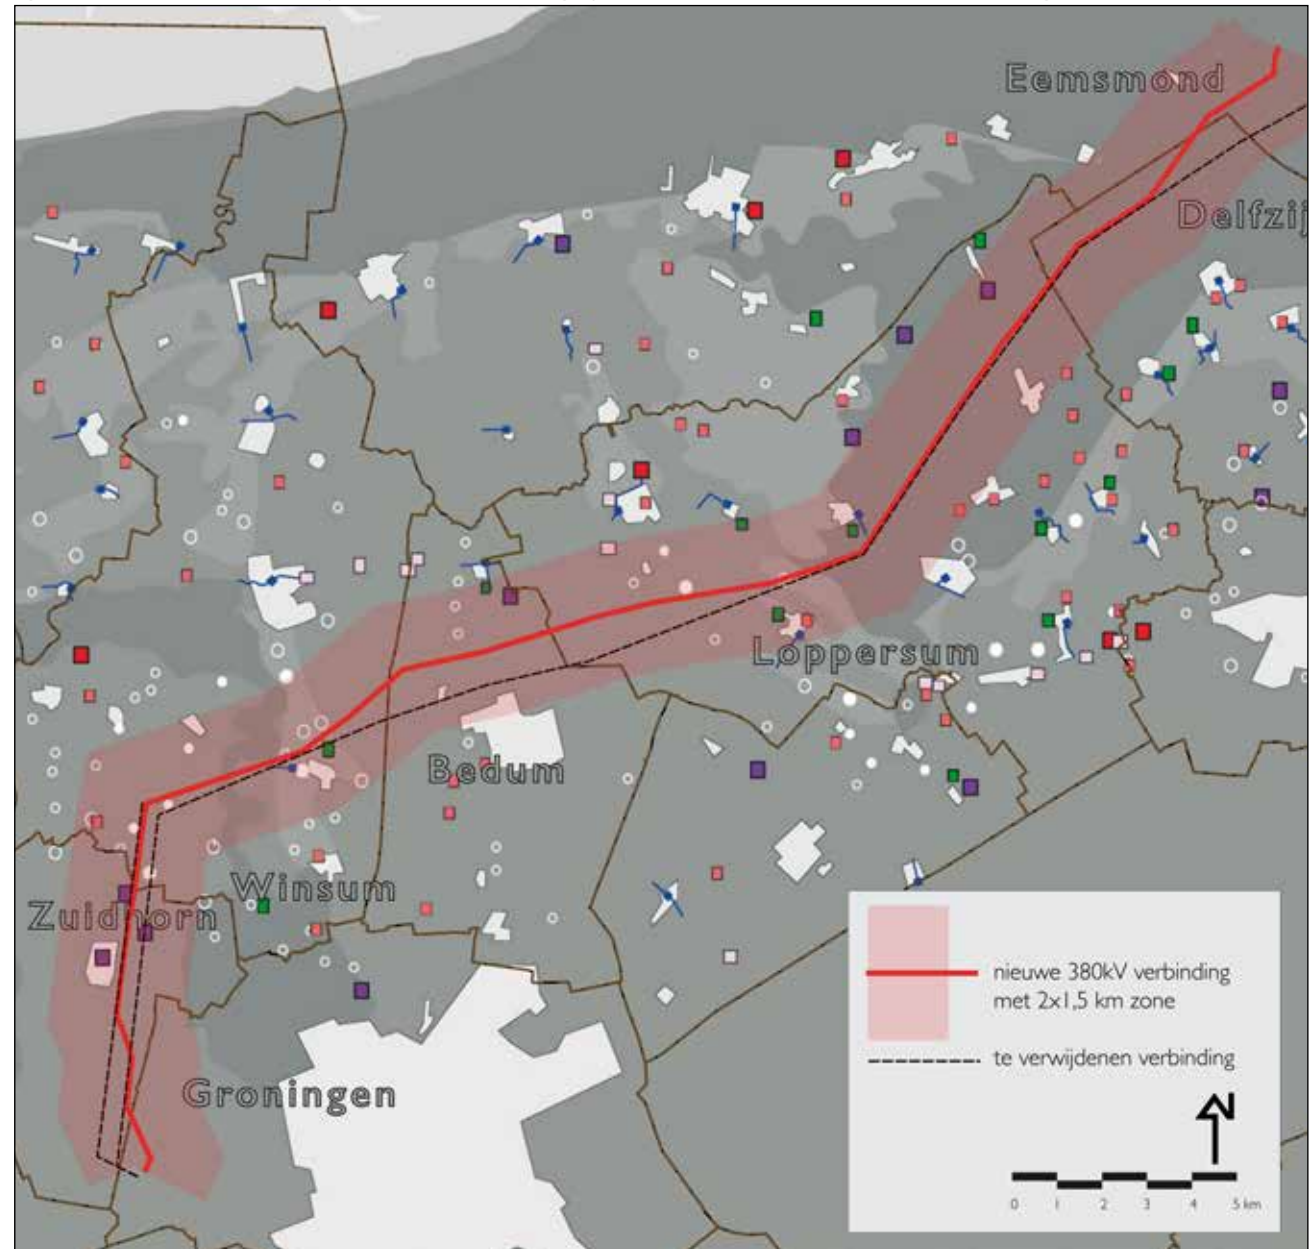 Eemsmond
Delfzij
Loppersum
Bedum
Winsum
Zuidhorn
Groningen
nieuwe 380kV verbinding
met 2x1,5 km zone
te verwijdenen verbinding
N
0 1 2 3 4 5 km